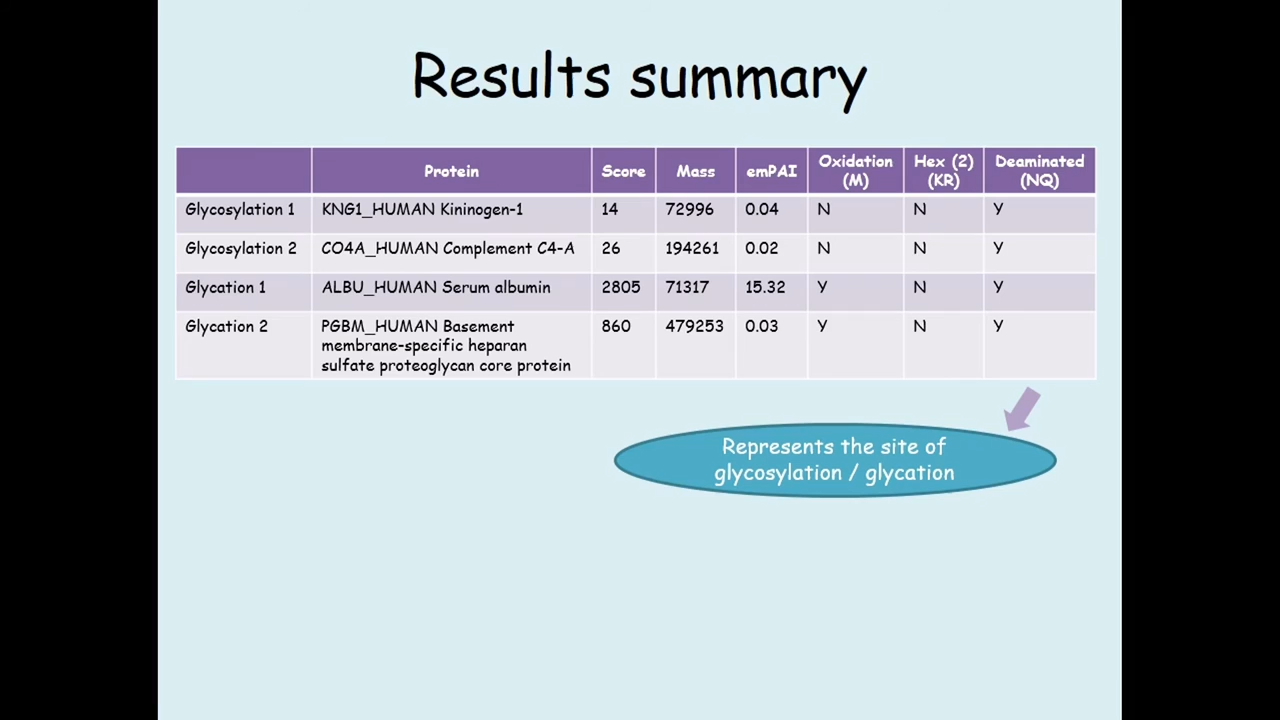 Results summary
Protein Score Mass emPAI Oxidation (M) Hex (2) (KR) Deaminated (NQ)
Glycosylation 1 KNG1_HUMAN Kininogen-1 14 72996 0.04 N N Y
Glycosylation 2 CO4A_HUMAN Complement C4-A 26 194261 0.02 N N Y
Glycation 1 ALBU_HUMAN Serum albumin 2805 71317 15.32 Y N Y
Glycation 2 PGBM_HUMAN Basement 860 479253 0.03 Y N Y
membrane-specific heparan
sulfate proteoglycan core protein
Represents the site of
glycosylation / glycation